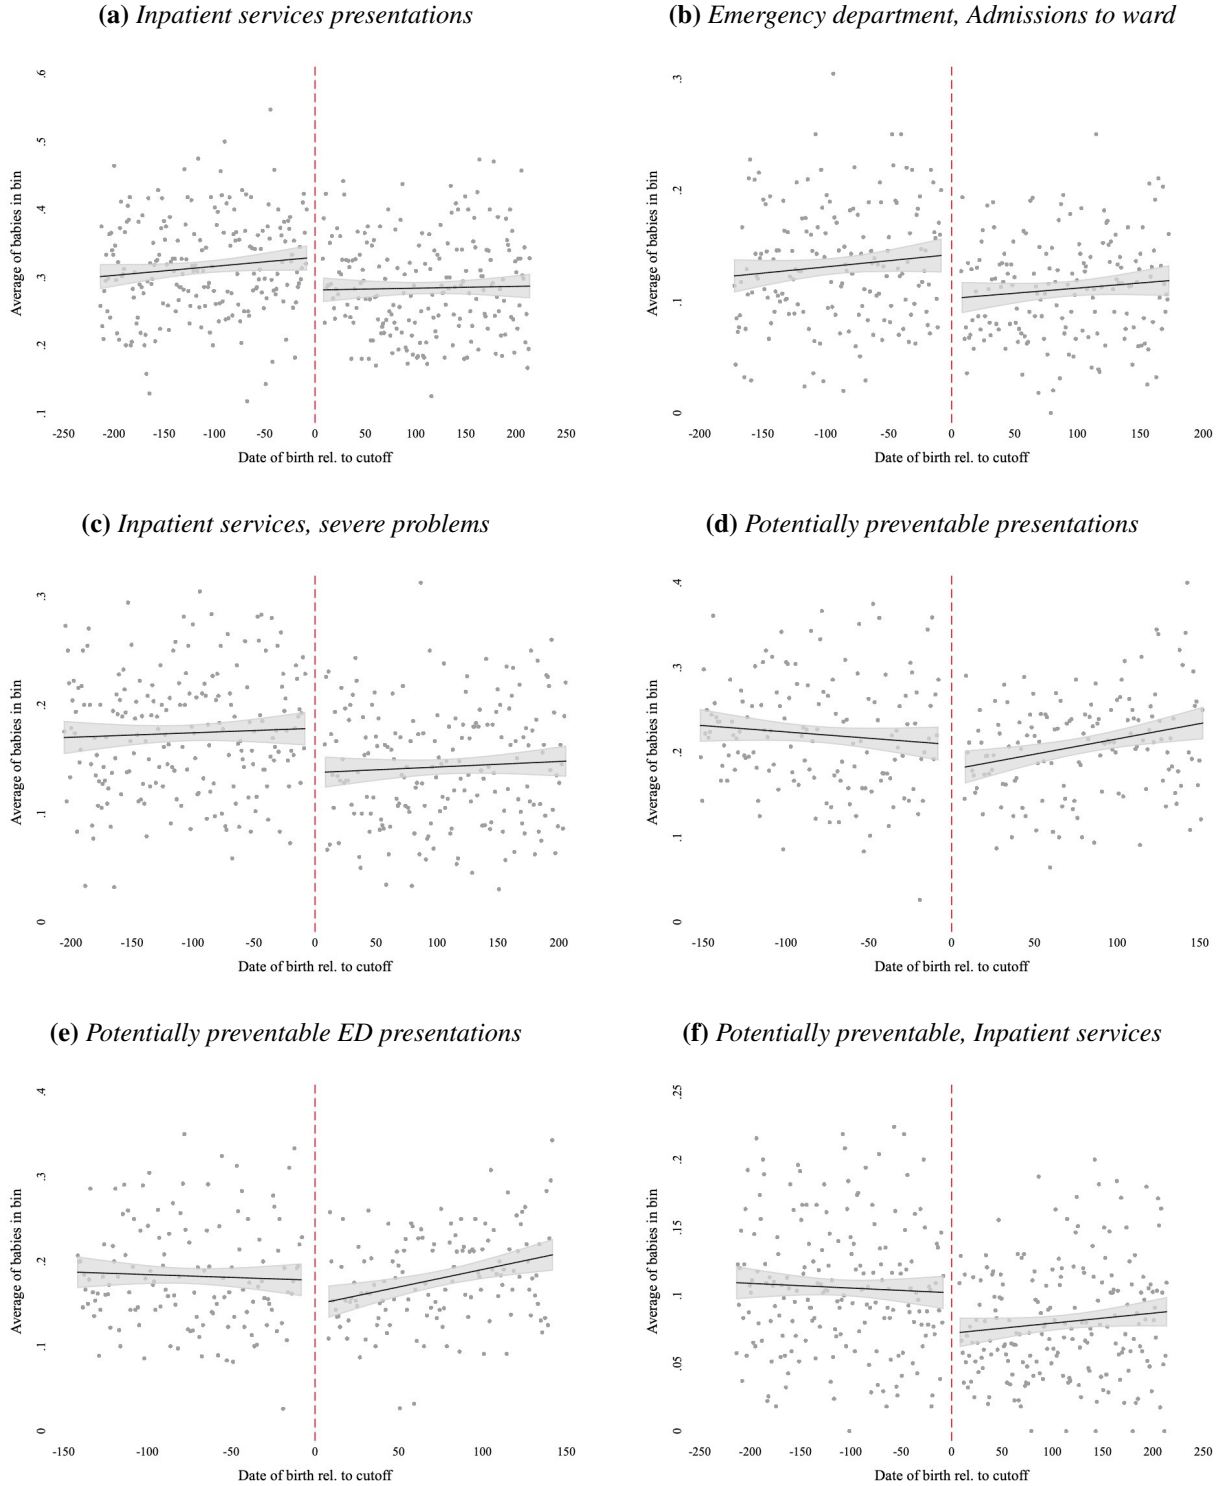 (a) Inpatient services presentations
(b) Emergency department, Admissions to ward
Average of babies in bin
.6
.5
.4
.3
.2
.1
-250 -200 -150 -100 -50 0 50 100 150 200 250
Date of birth rel. to cutoff
Average of babies in bin
.3
.2
.1
0
-200 -150 -100 -50 0 50 100 150 200
Date of birth rel. to cutoff
(c) Inpatient services, severe problems
(d) Potentially preventable presentations
Average of babies in bin
.3
.2
.1
0
-200 -150 -100 -50 0 50 100 150 200
Date of birth rel. to cutoff
Average of babies in bin
.4
.3
.2
.1
0
-150 -100 -50 0 50 100 150
Date of birth rel. to cutoff
(e) Potentially preventable ED presentations
(f) Potentially preventable, Inpatient services
Average of babies in bin
.4
.3
.2
.1
0
-150 -100 -50 0 50 100 150
Date of birth rel. to cutoff
Average of babies in bin
.25
.2
.15
.1
.05
0
-250 -200 -150 -100 -50 0 50 100 150 200 250
Date of birth rel. to cutoff